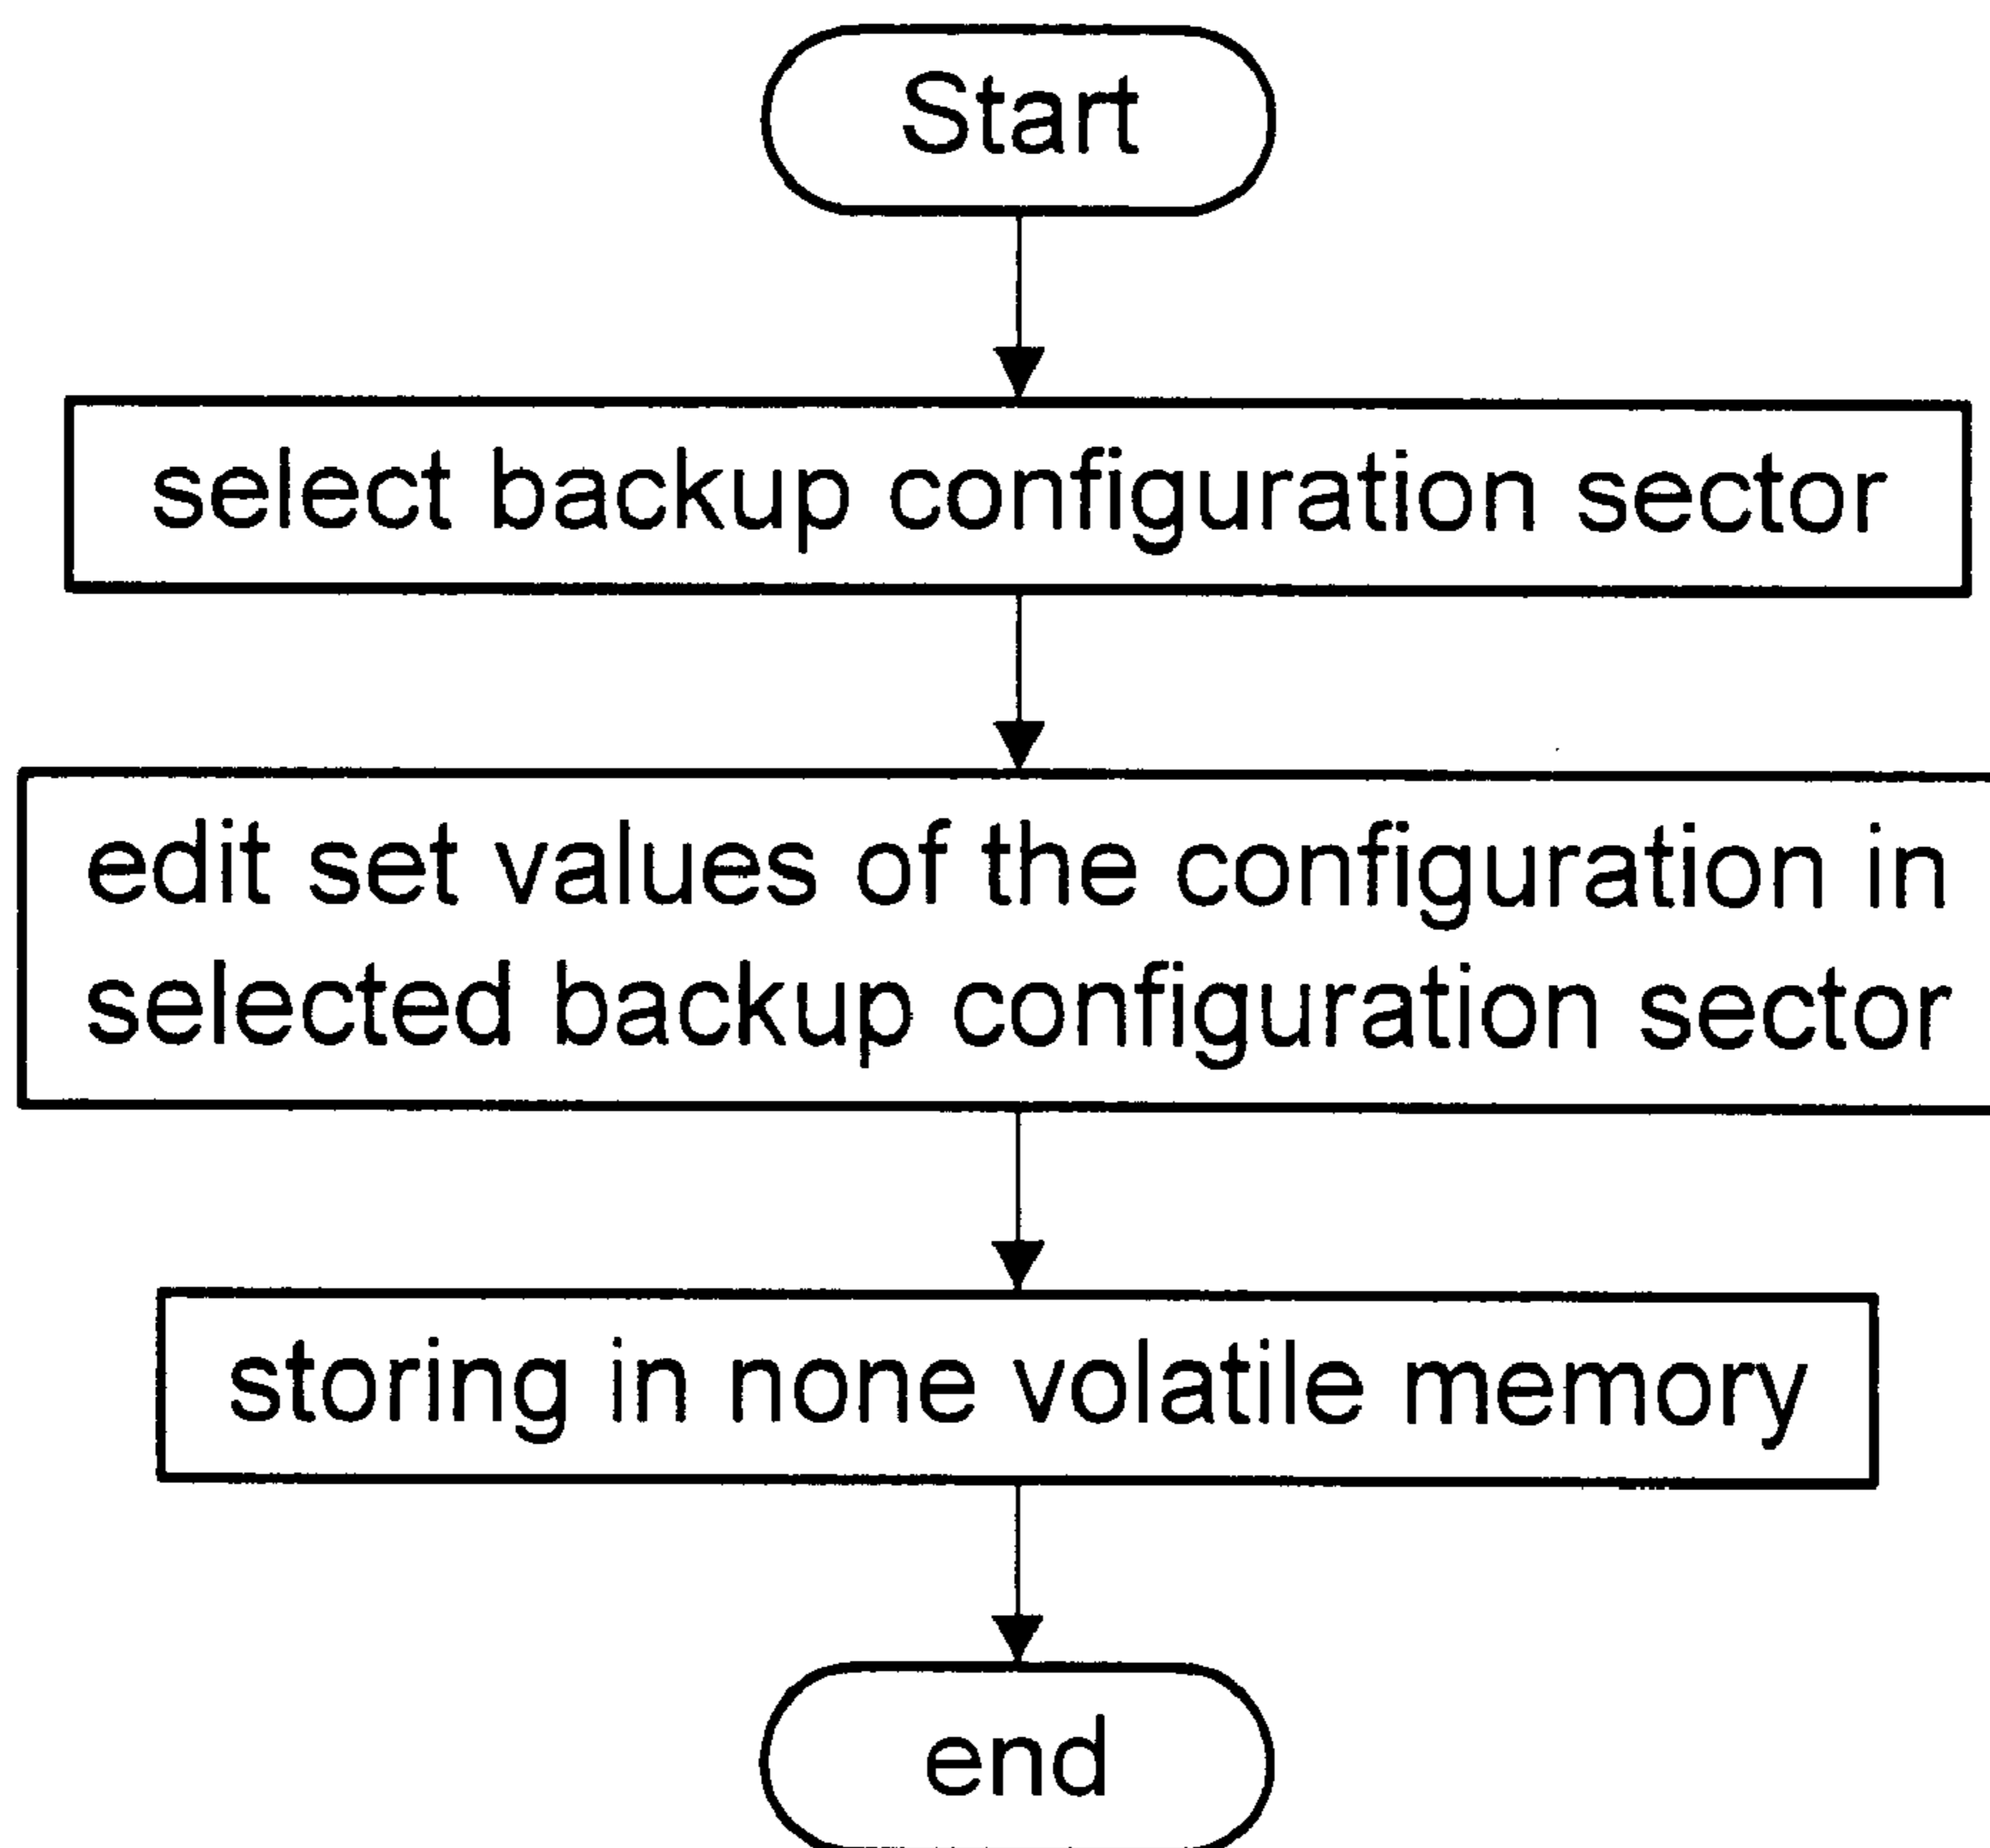 Start
select backup configuration sector
edit set values of the configuration in
selected backup configuration sector
storing in none volatile memory
end